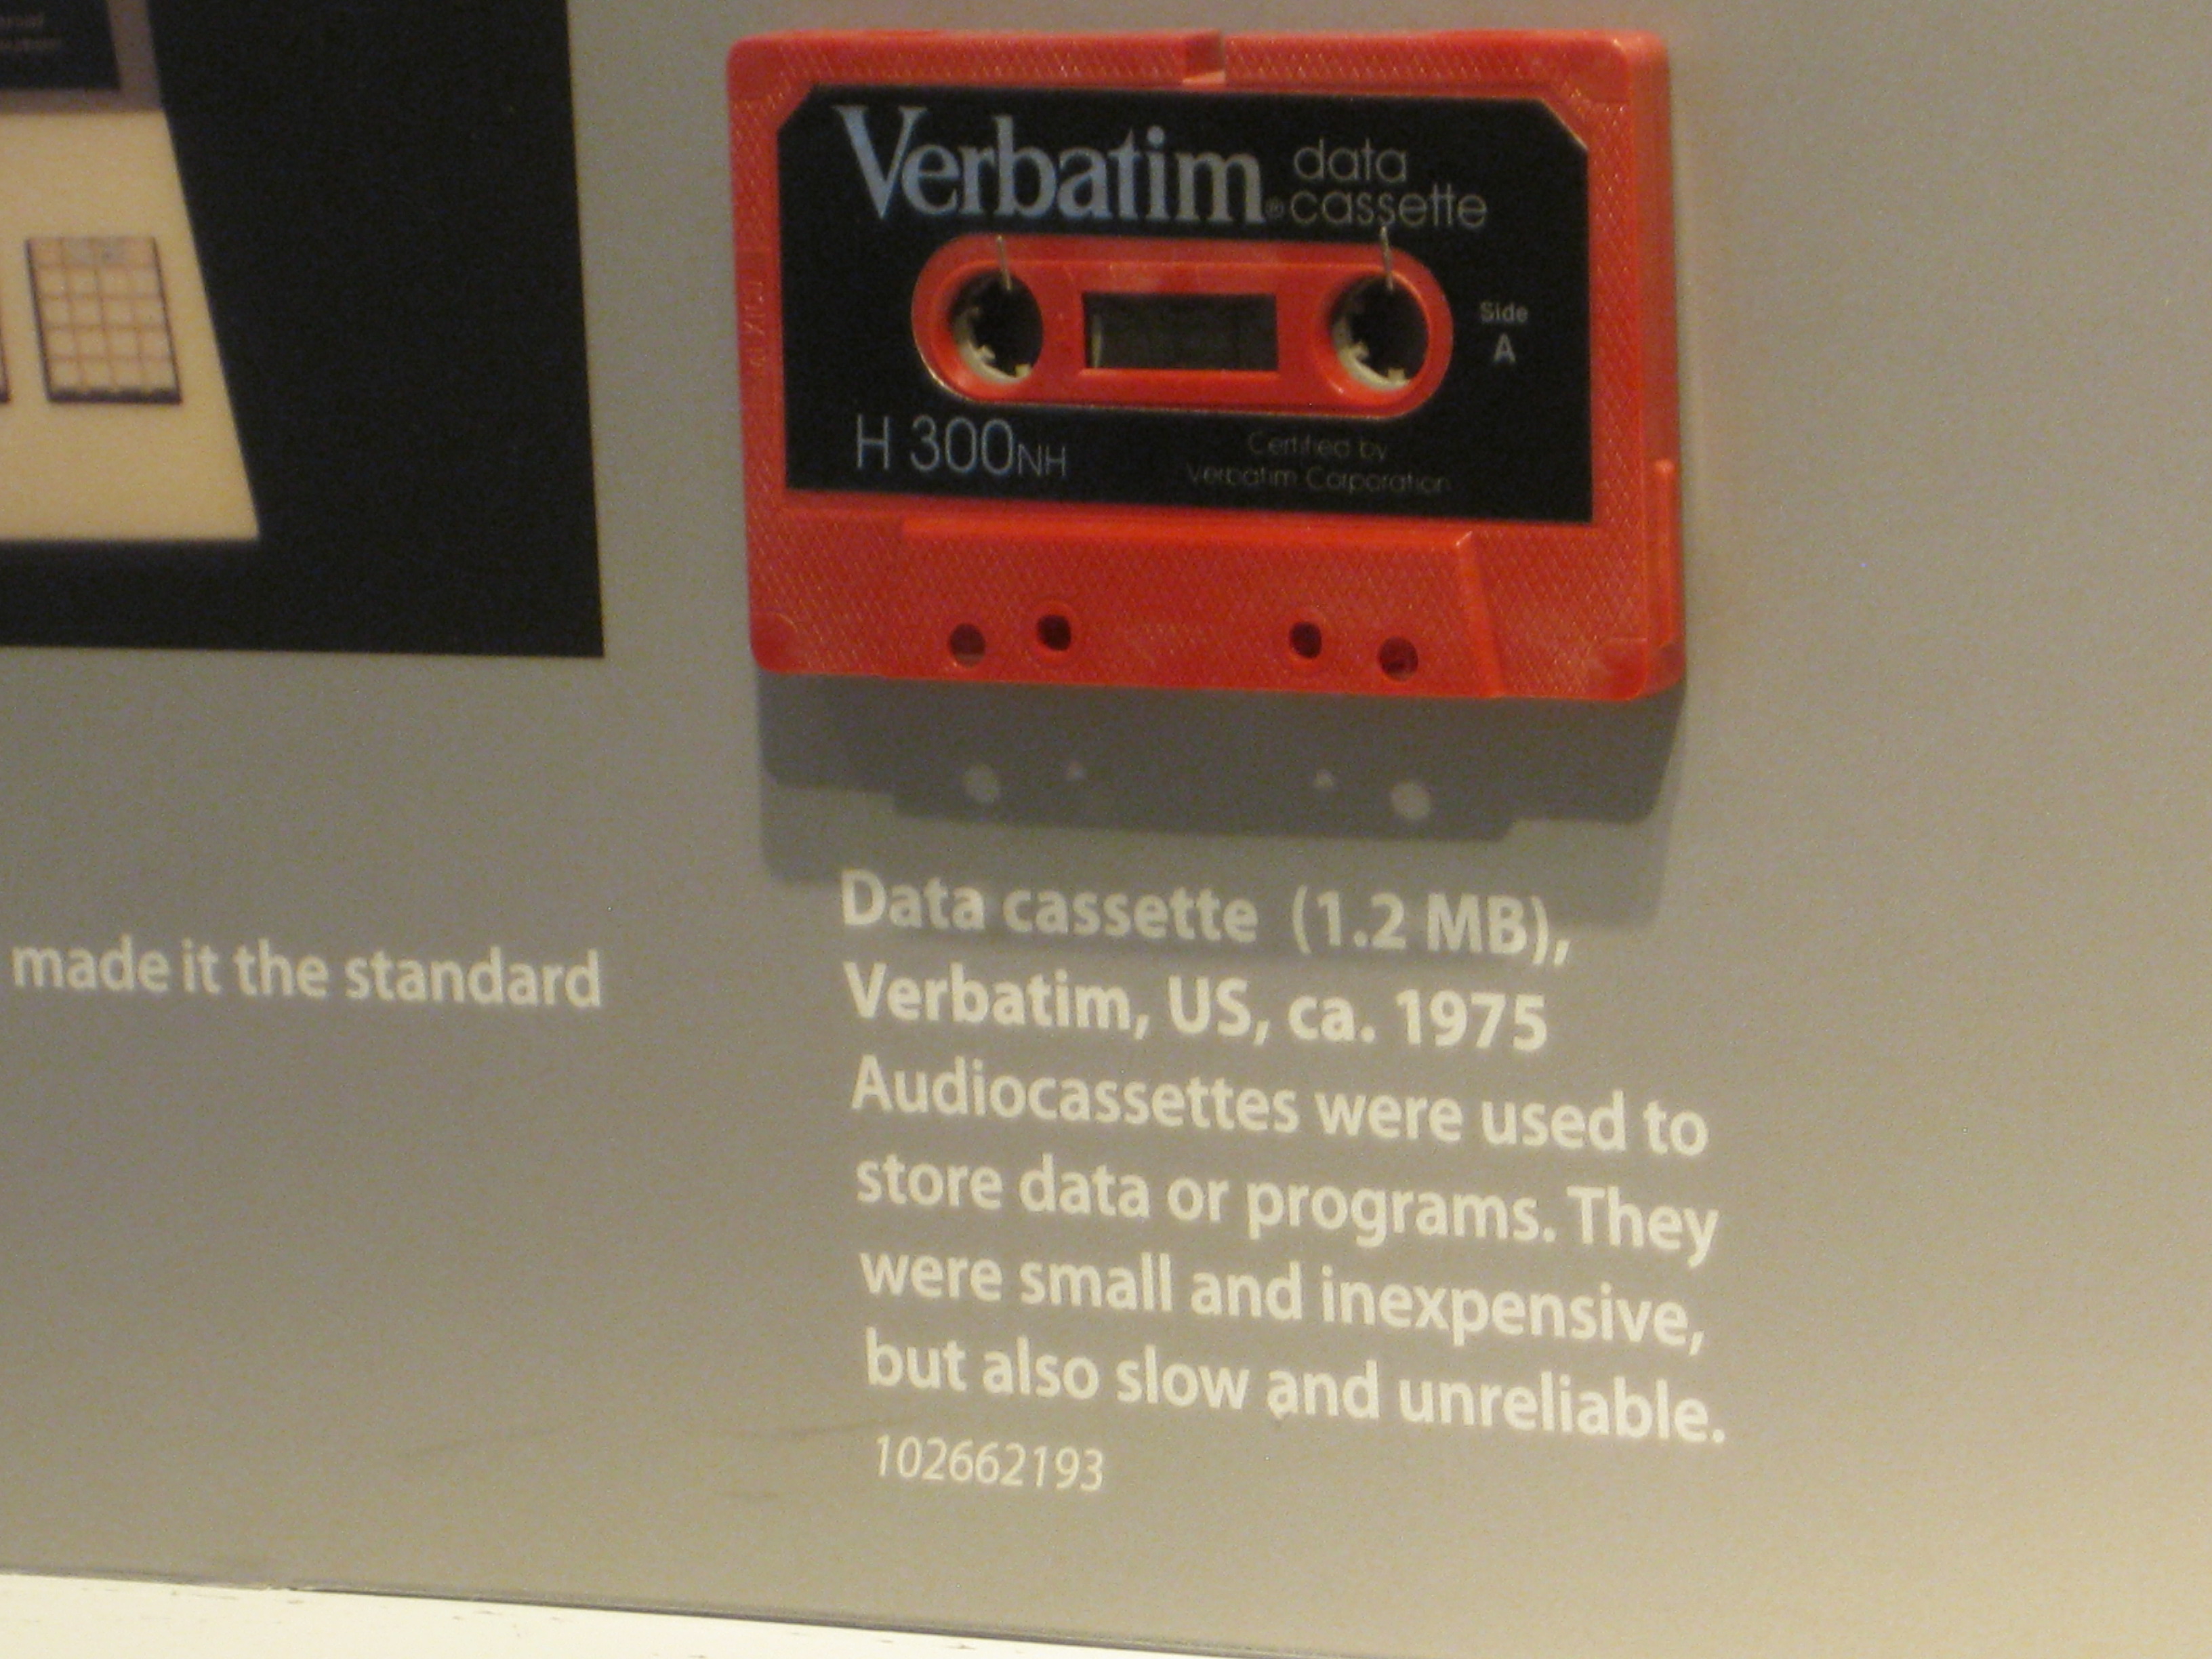 Verbatim® data
cassette
Side
A
H 300NH
Certified by
Verbatim Corporation
made it the standard
Data cassette (1.2 MB),
Verbatim, US, ca. 1975
Audiocassettes were used to
store data or programs. They
were small and inexpensive,
but also slow and unreliable.
102662193